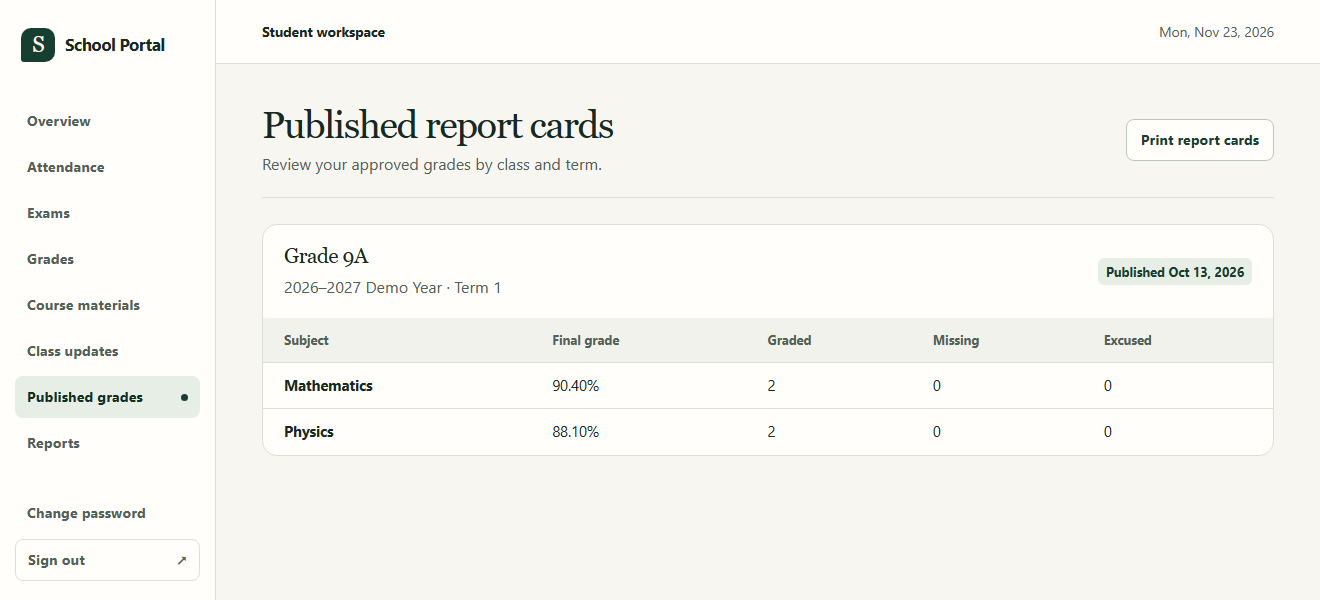 S School Portal
Student workspace
Mon, Nov 23, 2026
Overview
Attendance
Exams
Grades
Course materials
Class updates
Published grades
Reports
Change password
Sign out ↗
Published report cards
Review your approved grades by class and term.
Print report cards
Grade 9A
2026–2027 Demo Year · Term 1
Published Oct 13, 2026
Subject Final grade Graded Missing Excused
Mathematics 90.40% 2 0 0
Physics 88.10% 2 0 0